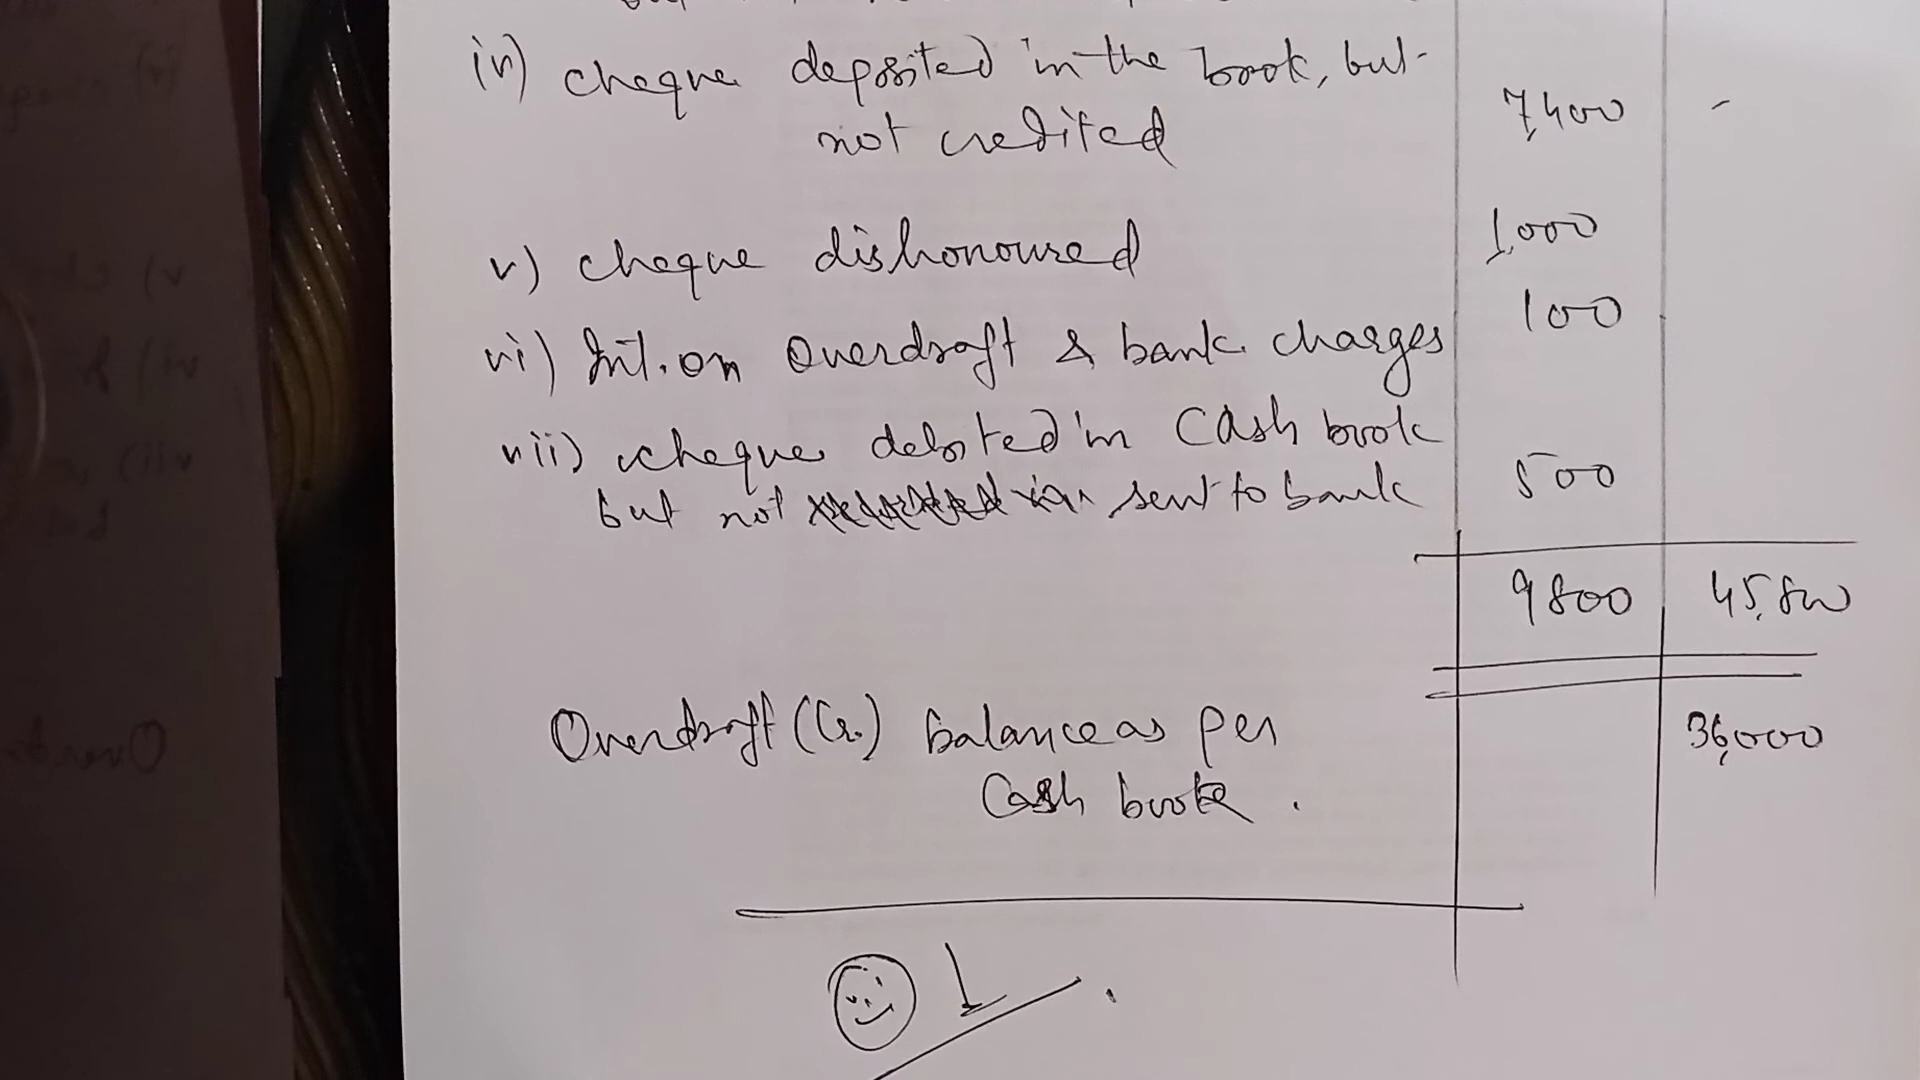 iv) cheque deposited in the book, but 7,400 -
not credited
v) cheque dishonoured 1,000
vi) Int. on Overdraft & bank charges 100
vii) cheque debited in Cash book
but not sent to bank 500
9800 45,800
Overdraft (Cr.) balance as per 36,000
Cash book .
1